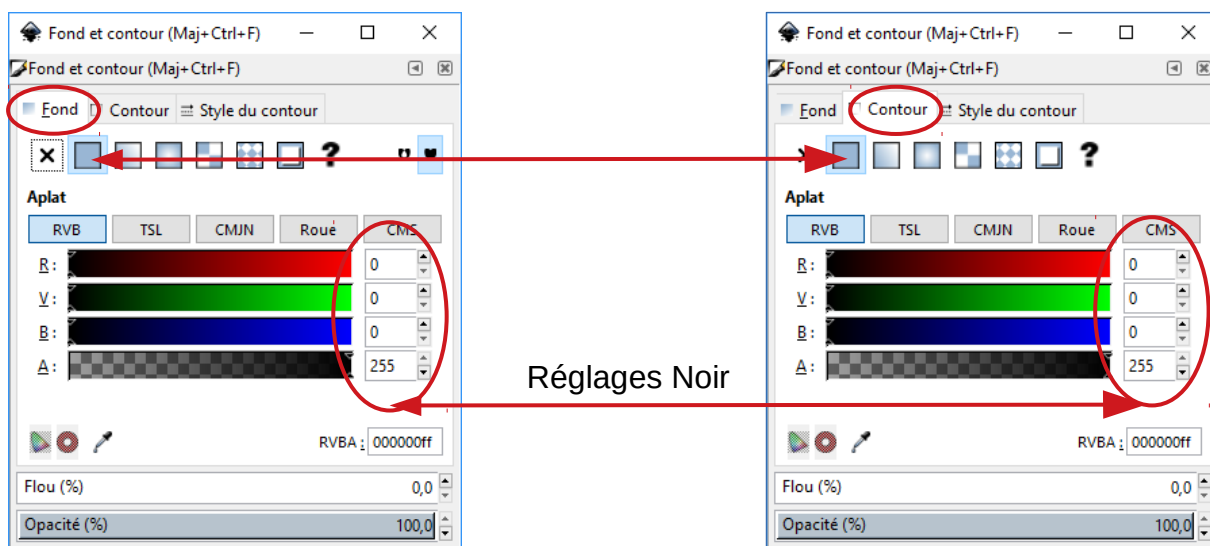 Fond et contour (Maj+Ctrl+F)
Fond et contour (Maj+Ctrl+F)
Fond Contour Style du contour
Aplat
RVB TSL CMJN Roue CMS
R : 0
V : 0
B : 0
A : 255
RVBA : 000000ff
Flou (%) 0,0
Opacité (%) 100,0
Réglages Noir
Fond et contour (Maj+Ctrl+F)
Fond et contour (Maj+Ctrl+F)
Fond Contour Style du contour
Aplat
RVB TSL CMJN Roue CMS
R : 0
V : 0
B : 0
A : 255
RVBA : 000000ff
Flou (%) 0,0
Opacité (%) 100,0